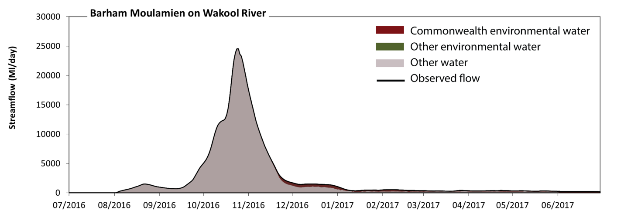 Barham Moulamien on Wakool River
Streamflow (Ml/day)
30000
25000
20000
15000
10000
5000
0
Commonwealth environmental water
Other environmental water
Other water
Observed flow
07/2016 08/2016 09/2016 10/2016 11/2016 12/2016 01/2017 02/2017 03/2017 04/2017 05/2017 06/2017